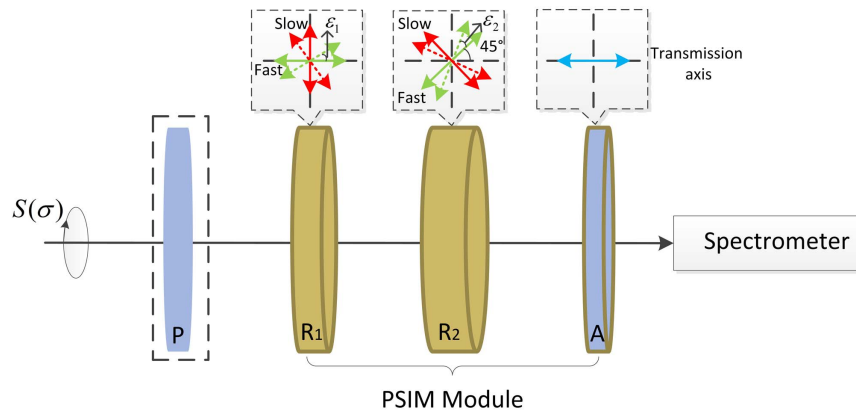 Slow
ε₁
Fast
Slow
ε₂
45°
Fast
Transmission
axis
S(σ)
P
R₁
R₂
A
Spectrometer
PSIM Module